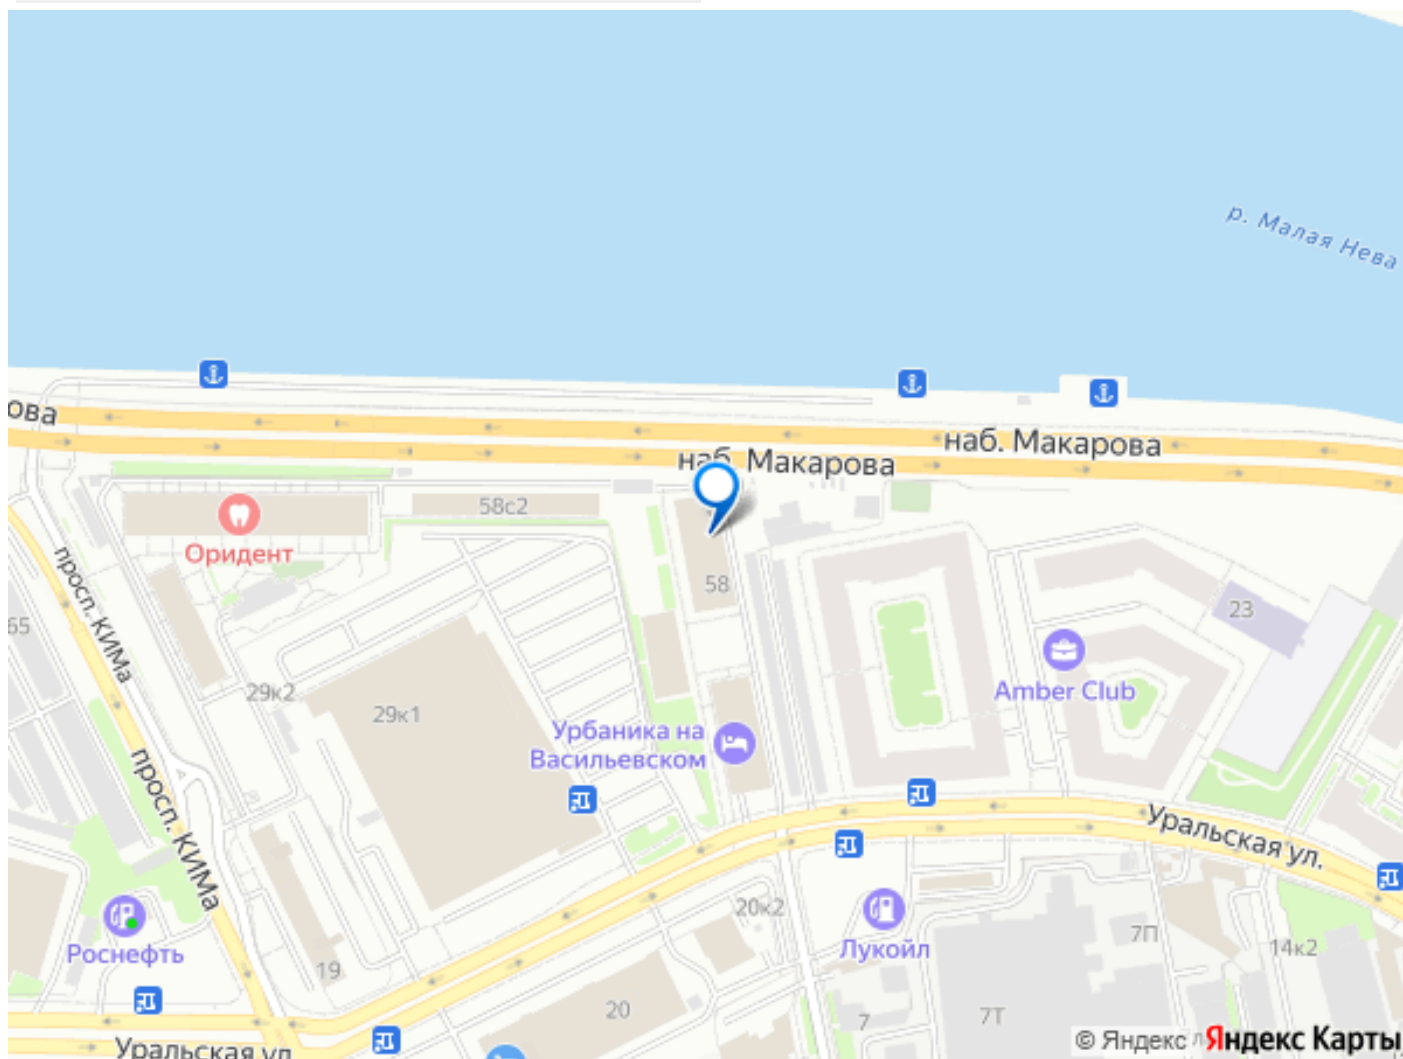 р. Малая Нева
ова
наб. Макарова
наб. Макарова
58с2
Оридент
просп. КИМа
58
65
23
29к2
29к1
Amber Club
Урбаника на
Васильевском
просп. КИМа
Уральская ул.
20к2
Роснефть
Лукойл
7П
14к2
19
20
7
7Т
Уральская ул
© Яндекс Яндекс Карты